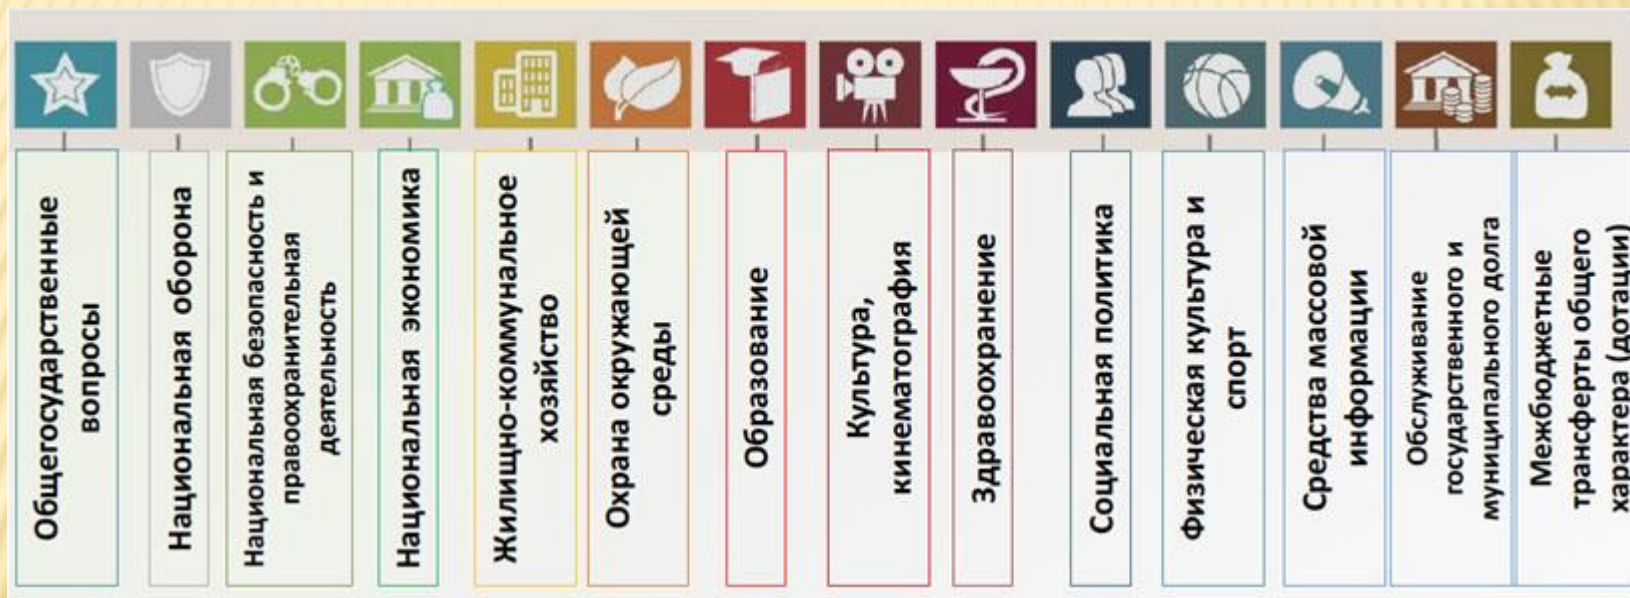 Общегосударственные
вопросы
Национальная оборона
Национальная безопасность и
правоохранительная
деятельность
Национальная экономика
Жилищно-коммунальное
хозяйство
Охрана окружающей
среды
Образование
Культура,
кинематография
Здравоохранение
Социальная политика
Физическая культура и
спорт
Средства массовой
информации
Обслуживание
государственного и
муниципального долга
Межбюджетные
трансферты общего
характера (дотации)